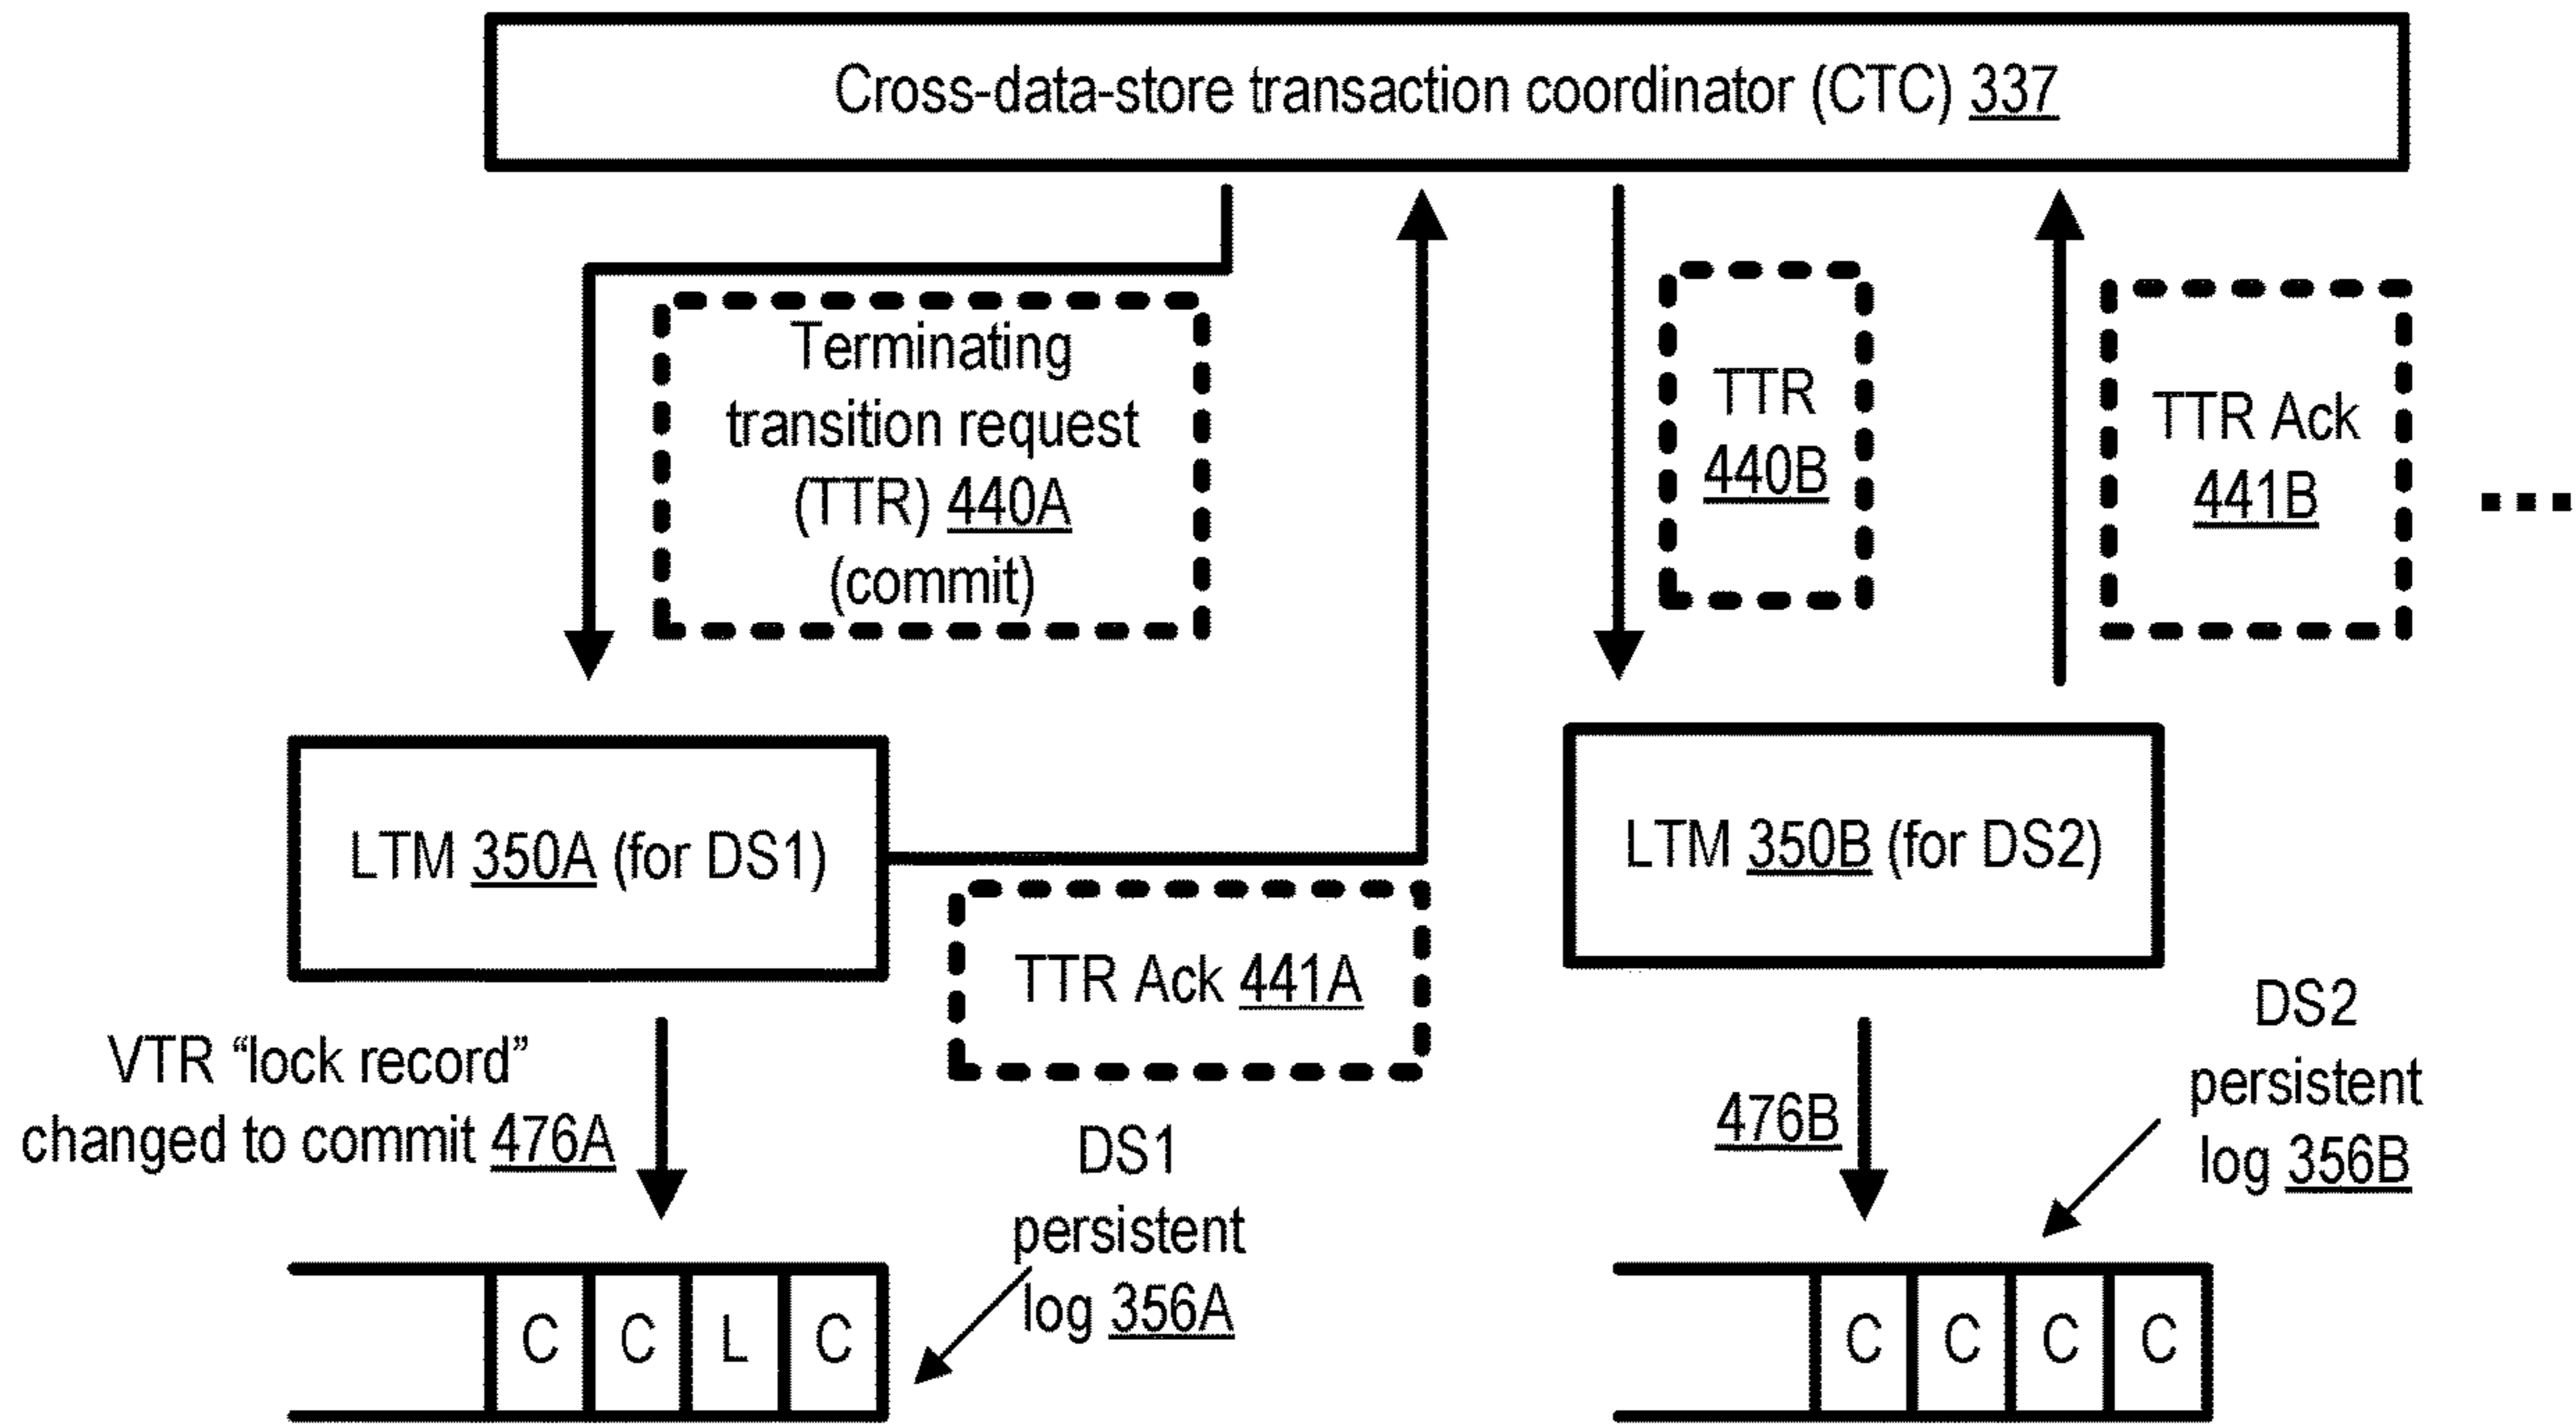 Cross-data-store transaction coordinator (CTC) 337
Terminating
transition request
(TTR) 440A
(commit)
TTR
440B
TTR Ack
441B
LTM 350A (for DS1)
LTM 350B (for DS2)
TTR Ack 441A
VTR “lock record”
changed to commit 476A
DS1
persistent
log 356A
476B
DS2
persistent
log 356B
C C L C
C C C C